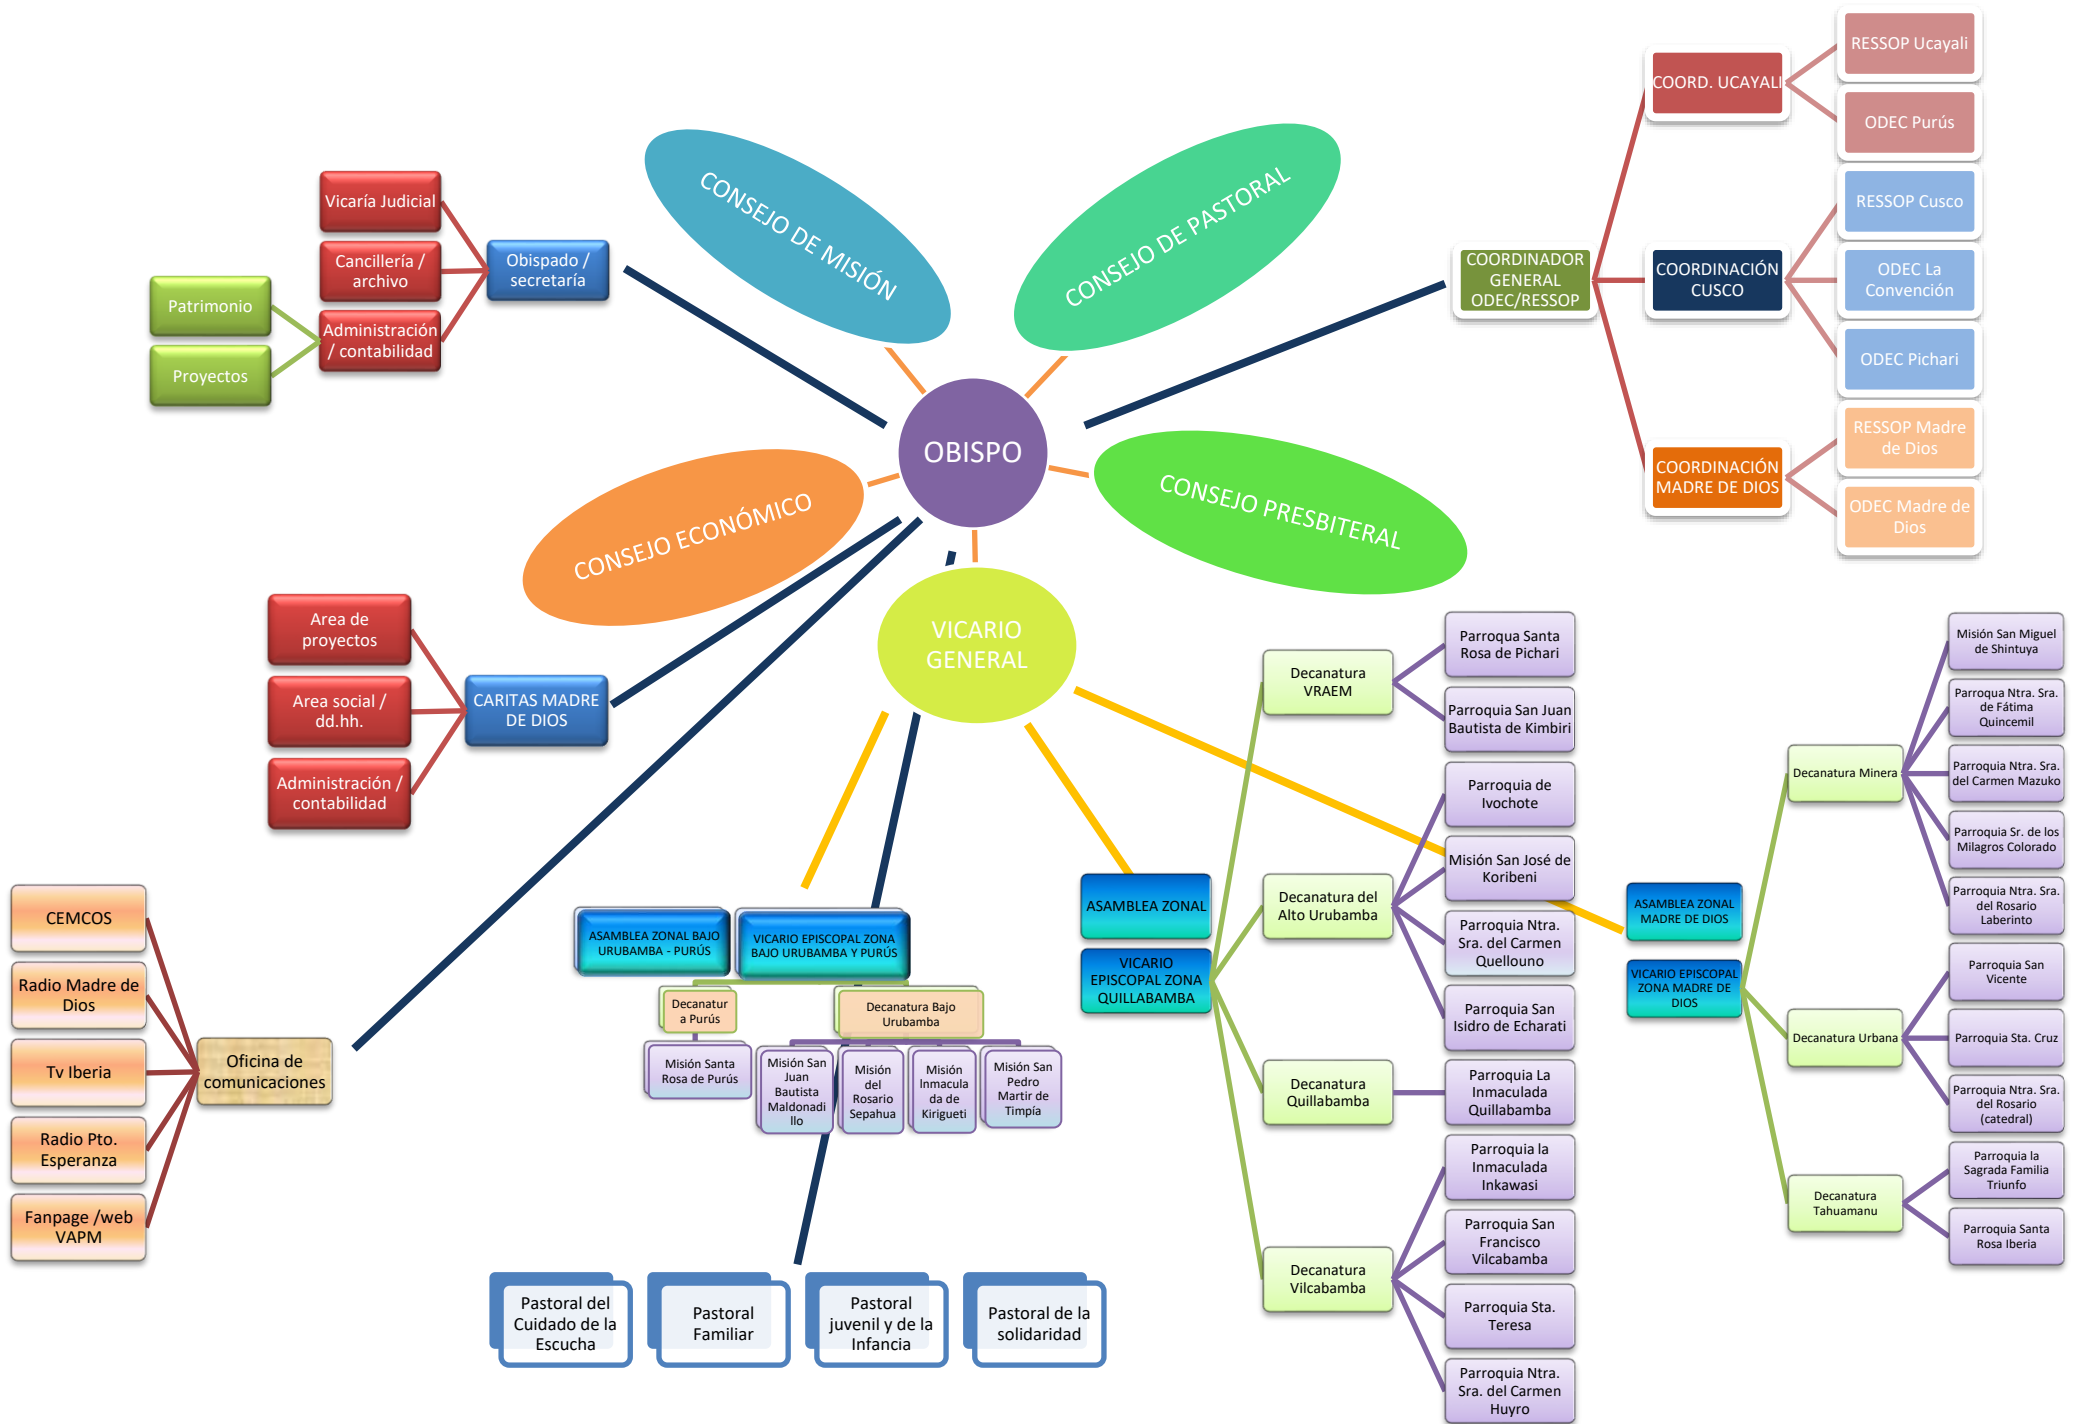 CONSEJO DE MISIÓN
CONSEJO DE PASTORAL
OBISPO
CONSEJO ECONÓMICO
CONSEJO PRESBITERAL
VICARIO
GENERAL
Obispado /
secretaría
Vicaría Judicial
Cancillería /
archivo
Administración
/ contabilidad
Patrimonio
Proyectos
COORDINADOR
GENERAL
ODEC/RESSOP
COORD. UCAYALI
RESSOP Ucayali
ODEC Purús
COORDINACIÓN
CUSCO
RESSOP Cusco
ODEC La
Convención
ODEC Pichari
COORDINACIÓN
MADRE DE DIOS
RESSOP Madre
de Dios
ODEC Madre de
Dios
CARITAS MADRE
DE DIOS
Area de
proyectos
Area social /
dd.hh.
Administración /
contabilidad
Oficina de
comunicaciones
CEMCOS
Radio Madre de
Dios
Tv Iberia
Radio Pto.
Esperanza
Fanpage /web
VAPM
ASAMBLEA ZONAL BAJO
URUBAMBA - PURÚS
VICARIO EPISCOPAL ZONA
BAJO URUBAMBA Y PURÚS
Decanatur
a Purús
Decanatura Bajo
Urubamba
Misión Santa
Rosa de Purús
Misión San
Juan
Bautista
Maldonadi
llo
Misión
del
Rosario
Sepahua
Misión
Inmacula
da de
Kirigueti
Misión San
Pedro
Martir de
Timpía
Pastoral del
Cuidado de la
Escucha
Pastoral
Familiar
Pastoral
juvenil y de la
Infancia
Pastoral de la
solidaridad
ASAMBLEA ZONAL
VICARIO
EPISCOPAL ZONA
QUILLABAMBA
Decanatura
VRAEM
Parroqua Santa
Rosa de Pichari
Parroquia San Juan
Bautista de Kimbiri
Decanatura del
Alto Urubamba
Parroquia de
Ivochote
Misión San José de
Koribeni
Parroquia Ntra.
Sra. del Carmen
Quellouno
Parroquia San
Isidro de Echarati
Decanatura
Quillabamba
Parroquia La
Inmaculada
Quillabamba
Decanatura
Vilcabamba
Parroquia la
Inmaculada
Inkawasi
Parroquia San
Francisco
Vilcabamba
Parroquia Sta.
Teresa
Parroquia Ntra.
Sra. del Carmen
Huyro
ASAMBLEA ZONAL
MADRE DE DIOS
VICARIO EPISCOPAL
ZONA MADRE DE
DIOS
Decanatura Minera
Misión San Miguel
de Shintuya
Parroqua Ntra. Sra.
de Fátima
Quincemil
Parroquia Ntra. Sra.
del Carmen Mazuko
Parroquia Sr. de los
Milagros Colorado
Parroquia Ntra. Sra.
del Rosario
Laberinto
Decanatura Urbana
Parroquia San
Vicente
Parroquia Sta. Cruz
Parroquia Ntra. Sra.
del Rosario
(catedral)
Decanatura
Tahuamanu
Parroquia la
Sagrada Familia
Triunfo
Parroquia Santa
Rosa Iberia